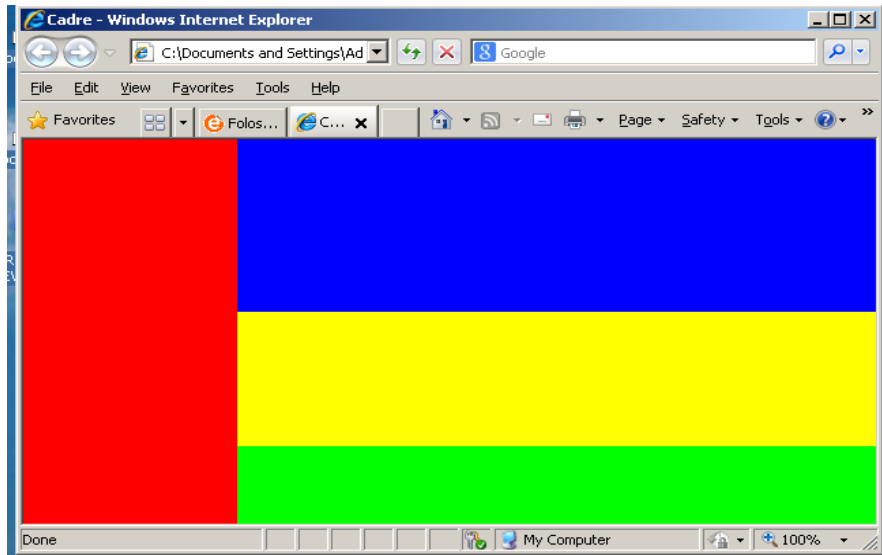 Cadre - Windows Internet Explorer
C:\Documents and Settings\Ad
Google
File Edit View Favorites Tools Help
Favorites Folos... C... Page Safety Tools »
Done My Computer 100%